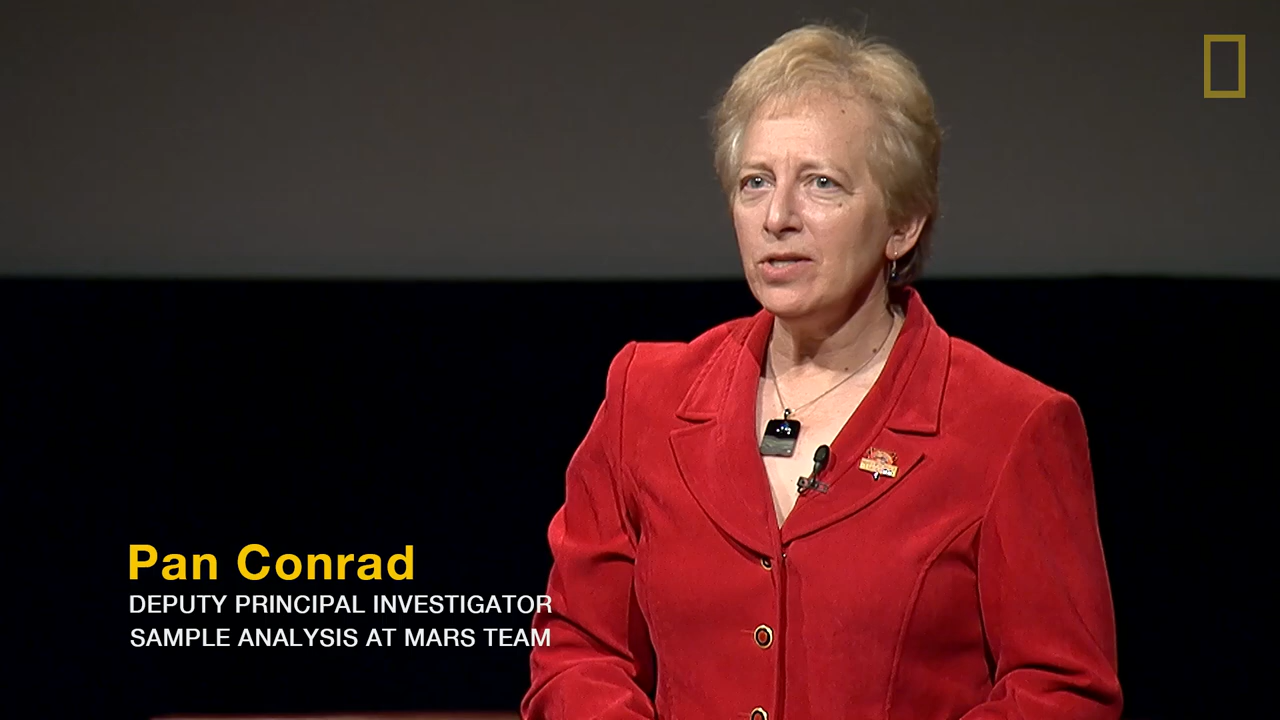 Pan Conrad
DEPUTY PRINCIPAL INVESTIGATOR
SAMPLE ANALYSIS AT MARS TEAM